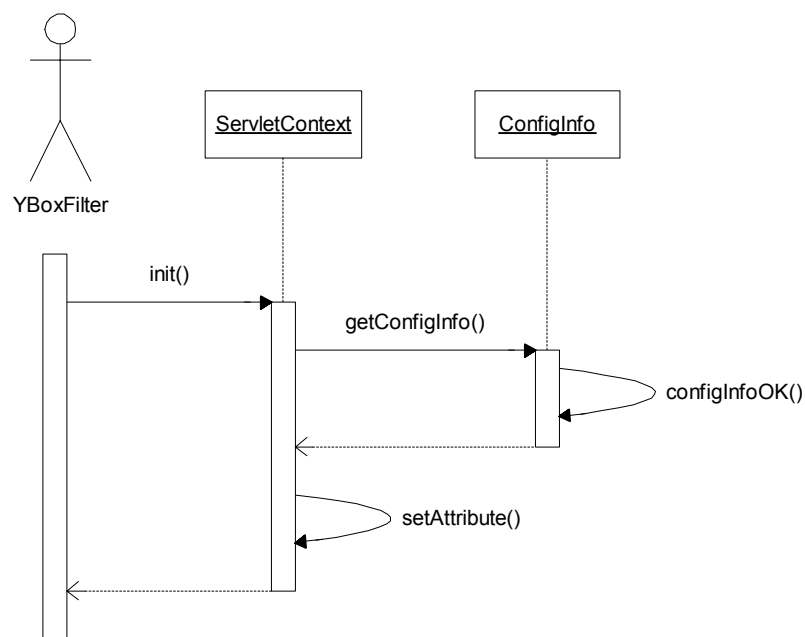 ServletContext
ConfigInfo
YBoxFilter
init()
getConfigInfo()
configInfoOK()
setAttribute()